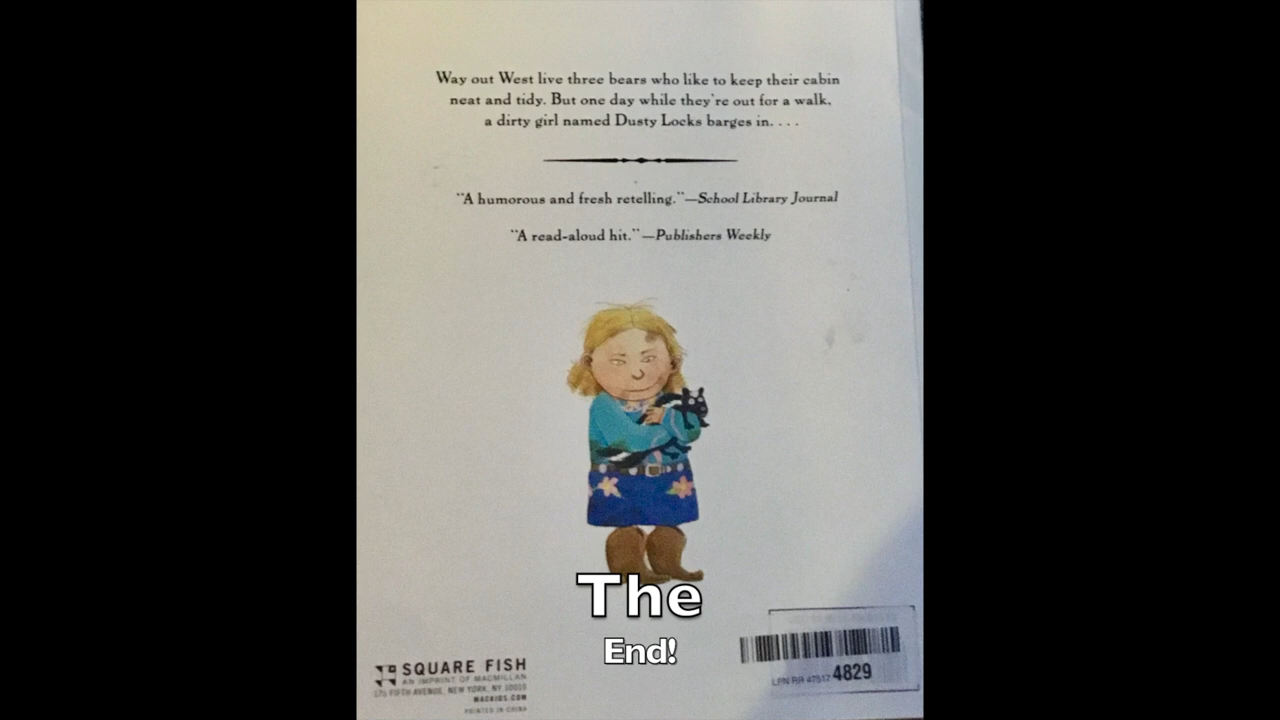 Way out West live three bears who like to keep their cabin
neat and tidy. But one day while they're out for a walk,
a dirty girl named Dusty Locks barges in. . . .
"A humorous and fresh retelling."—School Library Journal
"A read-aloud hit."—Publishers Weekly
The
End!
SQUARE FISH
AN IMPRINT OF MACMILLAN
175 FIFTH AVENUE, NEW YORK, NY 10010
MACKIDS.COM
PRINTED IN CHINA
LPN RR 47517 4829